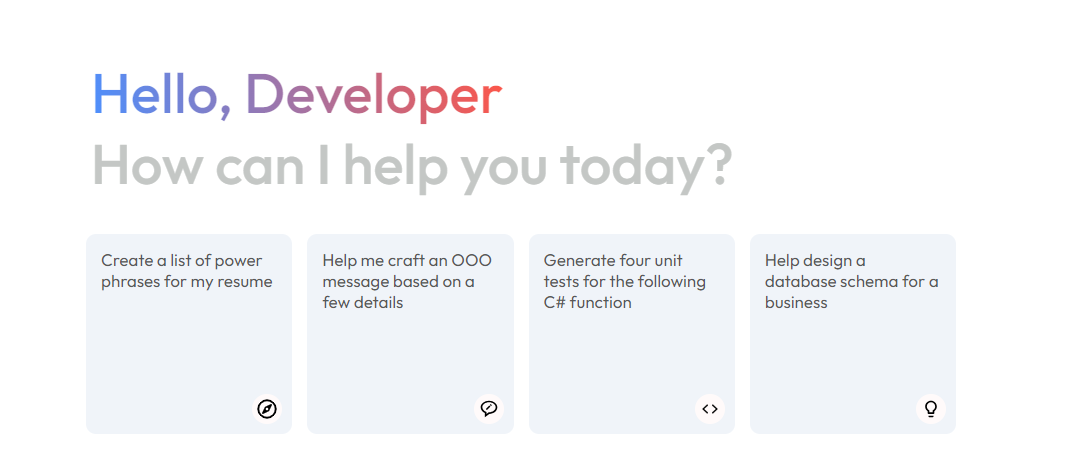 Hello, Developer
How can I help you today?
Create a list of power
phrases for my resume
Help me craft an OOO
message based on a
few details
Generate four unit
tests for the following
C# function
Help design a
database schema for a
business